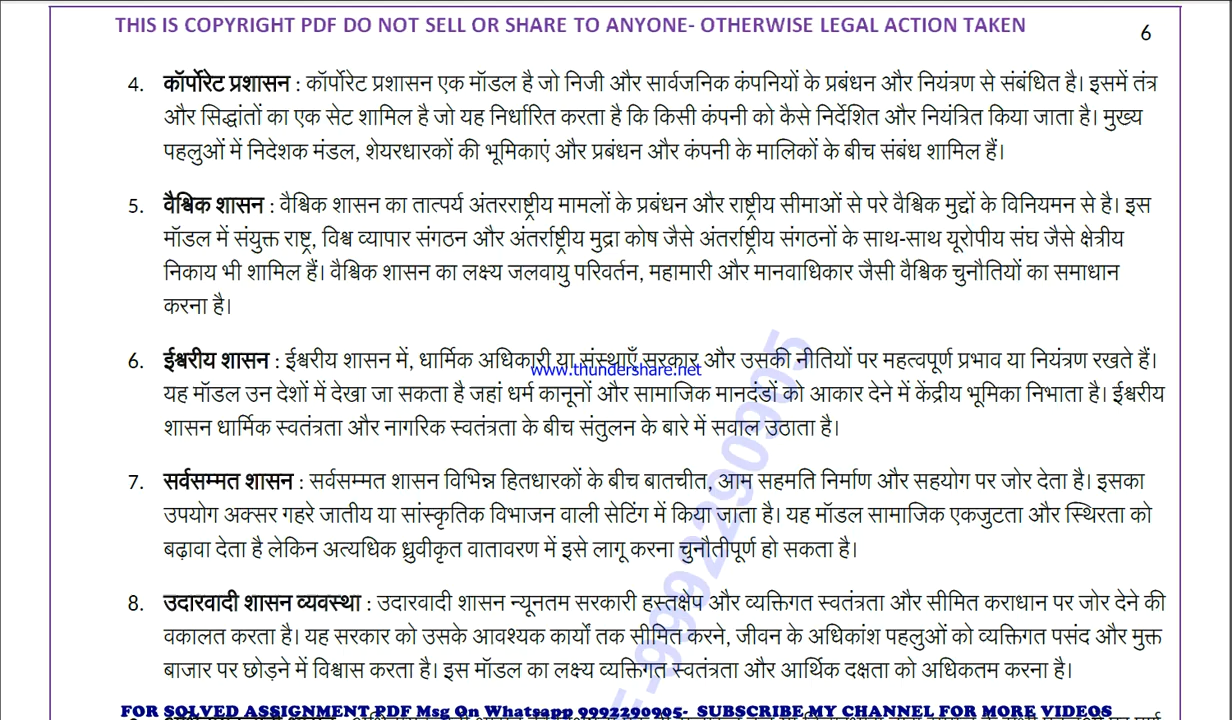 THIS IS COPYRIGHT PDF DO NOT SELL OR SHARE TO ANYONE- OTHERWISE LEGAL ACTION TAKEN
6
4. कॉर्पोरेट प्रशासन : कॉर्पोरेट प्रशासन एक मॉडल है जो निजी और सार्वजनिक कंपनियों के प्रबंधन और नियंत्रण से संबंधित है। इसमें तंत्र
और सिद्धांतों का एक सेट शामिल है जो यह निर्धारित करता है कि किसी कंपनी को कैसे निर्देशित और नियंत्रित किया जाता है। मुख्य
पहलुओं में निदेशक मंडल, शेयरधारकों की भूमिकाएं और प्रबंधन और कंपनी के मालिकों के बीच संबंध शामिल हैं।
5. वैश्विक शासन : वैश्विक शासन का तात्पर्य अंतरराष्ट्रीय मामलों के प्रबंधन और राष्ट्रीय सीमाओं से परे वैश्विक मुद्दों के विनियमन से है। इस
मॉडल में संयुक्त राष्ट्र, विश्व व्यापार संगठन और अंतर्राष्ट्रीय मुद्रा कोष जैसे अंतर्राष्ट्रीय संगठनों के साथ-साथ यूरोपीय संघ जैसे क्षेत्रीय
निकाय भी शामिल हैं। वैश्विक शासन का लक्ष्य जलवायु परिवर्तन, महामारी और मानवाधिकार जैसी वैश्विक चुनौतियों का समाधान
करना है।
6. ईश्वरीय शासन : ईश्वरीय शासन में, धार्मिक अधिकारी या संस्थाएँ सरकार और उसकी नीतियों पर महत्वपूर्ण प्रभाव या नियंत्रण रखते हैं।
www.thundershare.net
यह मॉडल उन देशों में देखा जा सकता है जहां धर्म कानूनों और सामाजिक मानदंडों को आकार देने में केंद्रीय भूमिका निभाता है। ईश्वरीय
शासन धार्मिक स्वतंत्रता और नागरिक स्वतंत्रता के बीच संतुलन के बारे में सवाल उठाता है।
7. सर्वसम्मत शासन : सर्वसम्मत शासन विभिन्न हितधारकों के बीच बातचीत, आम सहमति निर्माण और सहयोग पर जोर देता है। इसका
उपयोग अक्सर गहरे जातीय या सांस्कृतिक विभाजन वाली सेटिंग में किया जाता है। यह मॉडल सामाजिक एकजुटता और स्थिरता को
बढ़ावा देता है लेकिन अत्यधिक ध्रुवीकृत वातावरण में इसे लागू करना चुनौतीपूर्ण हो सकता है।
8. उदारवादी शासन व्यवस्था : उदारवादी शासन न्यूनतम सरकारी हस्तक्षेप और व्यक्तिगत स्वतंत्रता और सीमित कराधान पर जोर देने की
वकालत करता है। यह सरकार को उसके आवश्यक कार्यों तक सीमित करने, जीवन के अधिकांश पहलुओं को व्यक्तिगत पसंद और मुक्त
बाजार पर छोड़ने में विश्वास करता है। इस मॉडल का लक्ष्य व्यक्तिगत स्वतंत्रता और आर्थिक दक्षता को अधिकतम करना है।
-9992290905
FOR SOLVED ASSIGNMENT PDF Msg On Whatsapp 9992290905- SUBSCRIBE MY CHANNEL FOR MORE VIDEOS